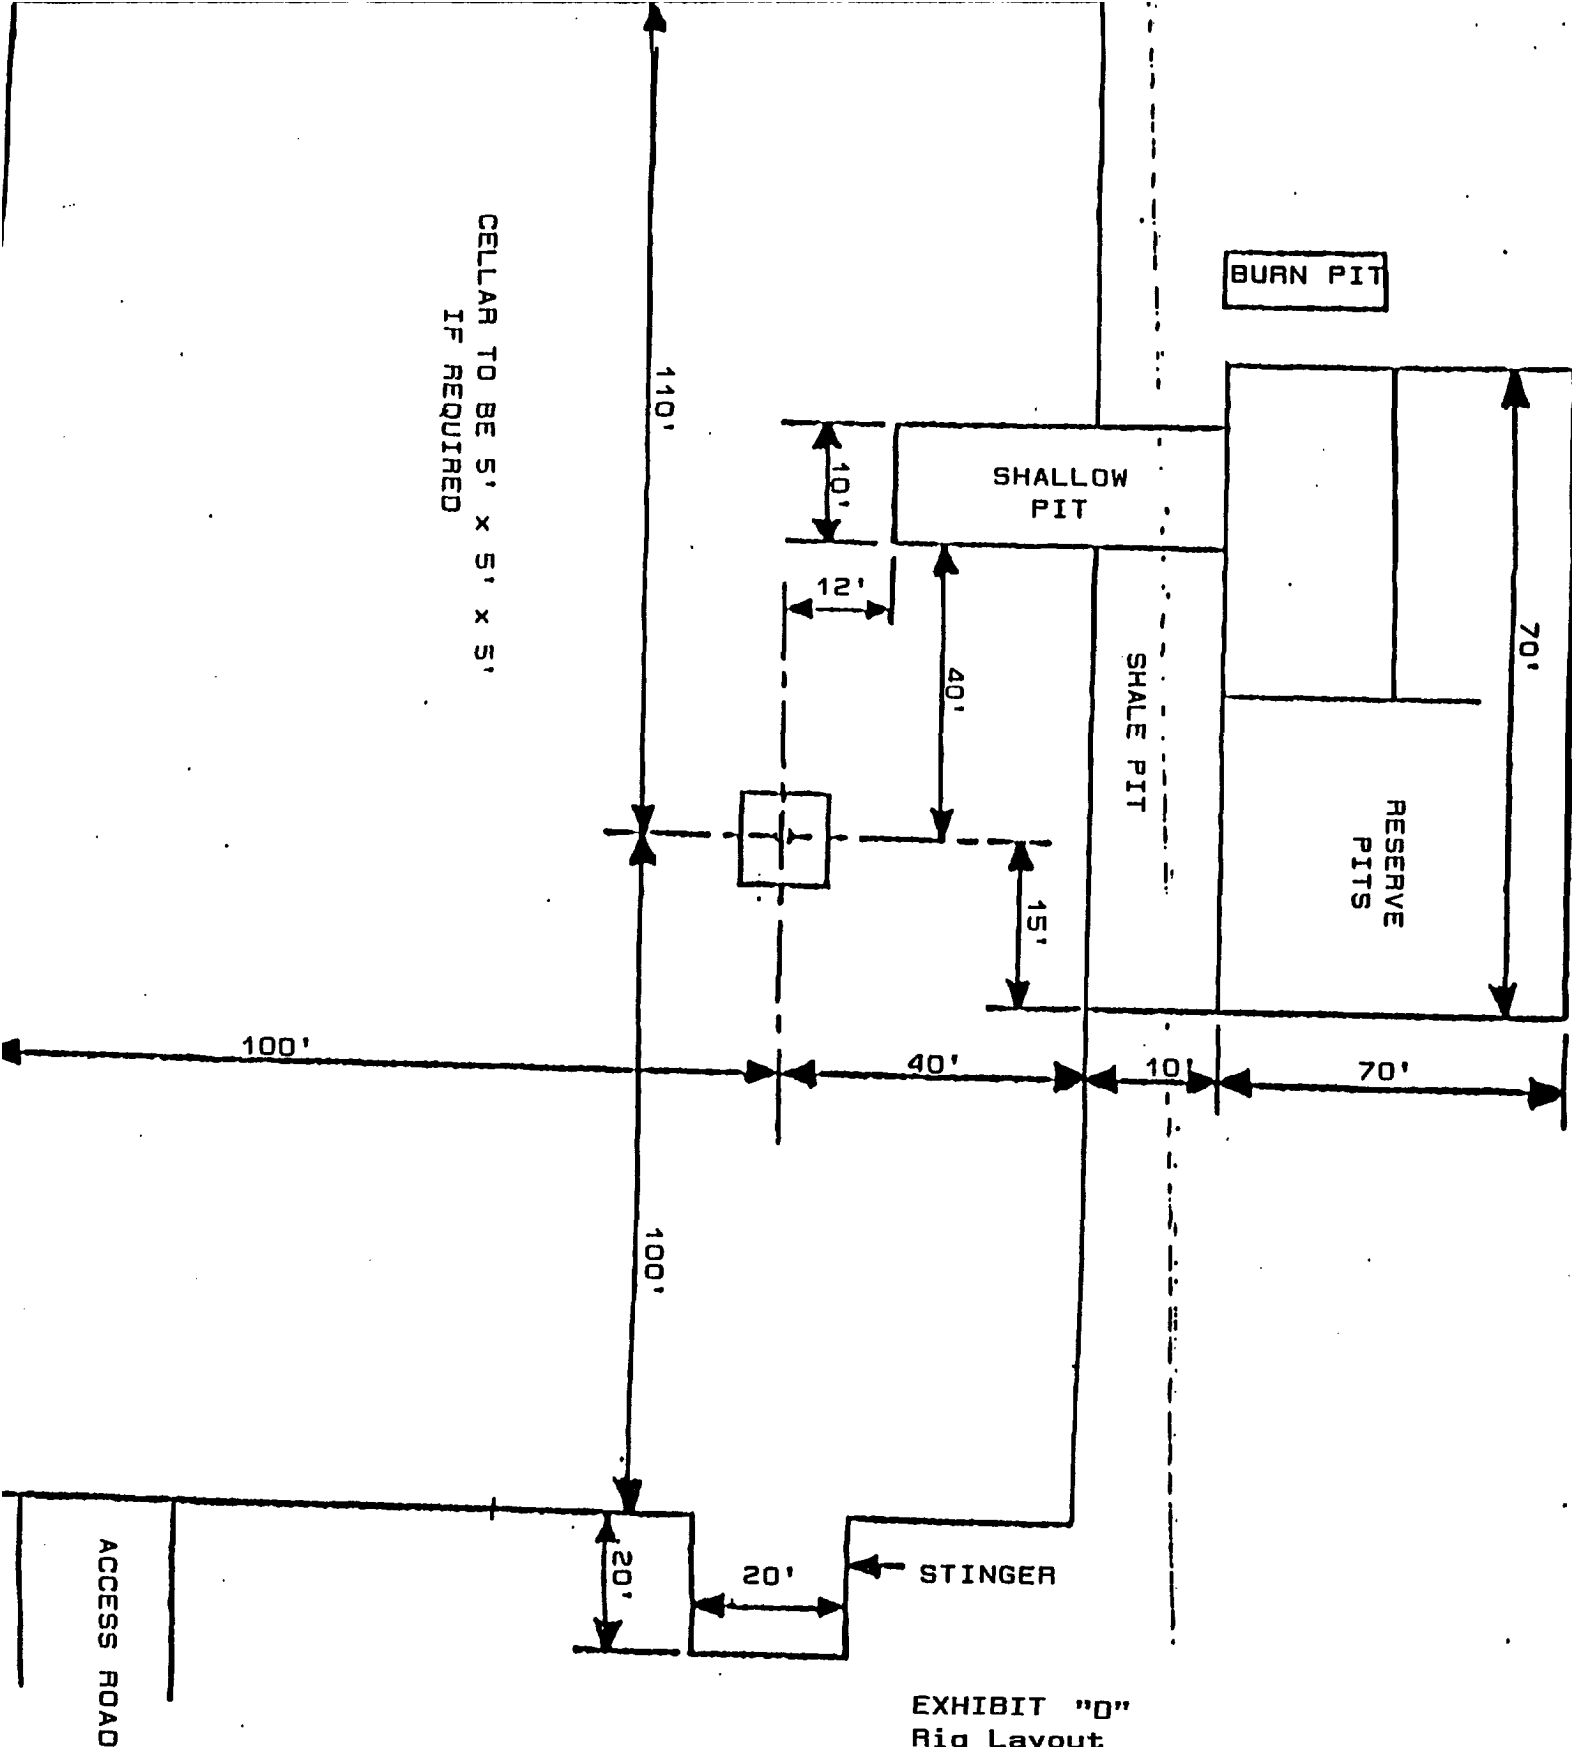 BURN PIT
CELLAR TO BE 5' x 5' x 5'
IF REQUIRED
110'
10'
SHALLOW
PIT
12'
40'
70'
SHALE PIT
RESERVE
PITS
15'
100'
40'
10'
70'
100'
20'
20'
STINGER
ACCESS ROAD
EXHIBIT "D"
Rig Layout